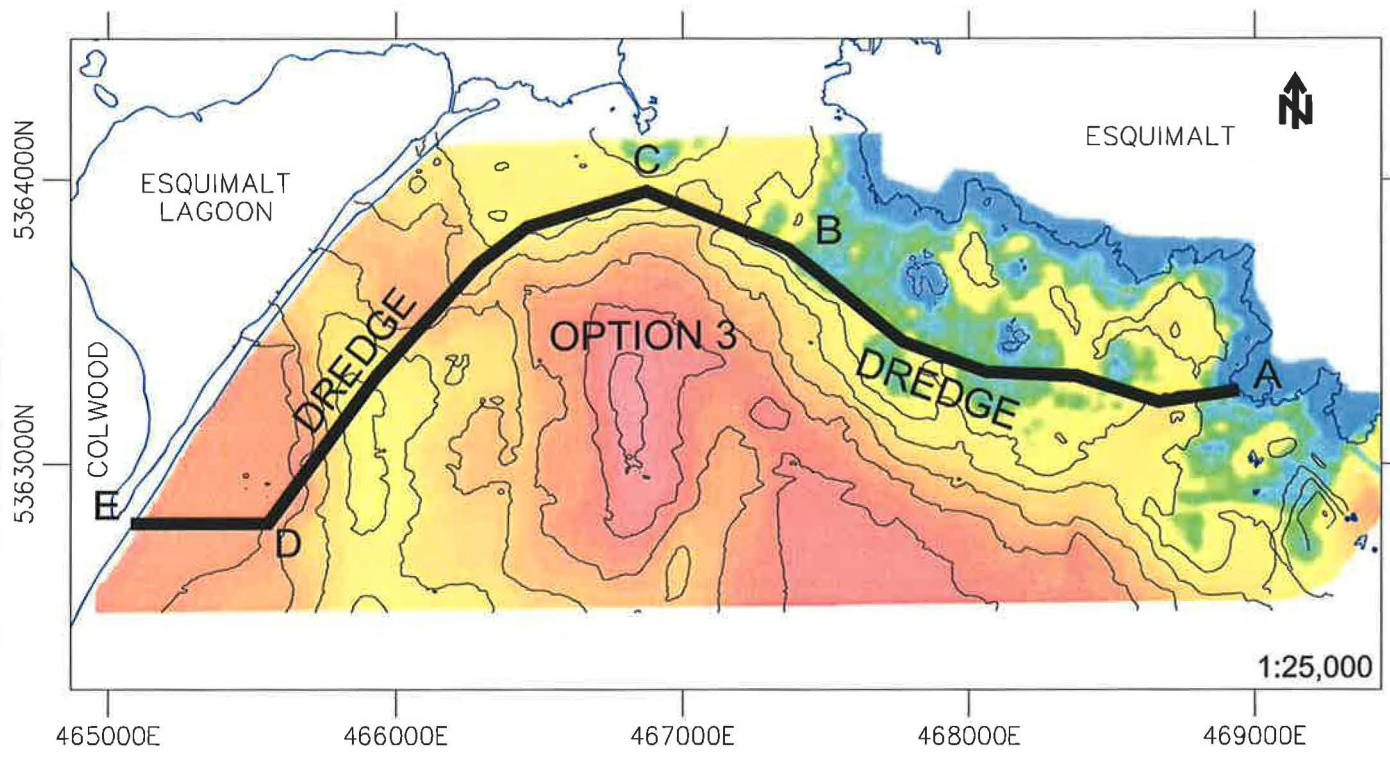 N
ESQUIMALT
ESQUIMALT
LAGOON
C
B
5364000N
DREDGE
OPTION 3
DREDGE
A
COLWOOD
5363000N
E
D
1:25,000
465000E
466000E
467000E
468000E
469000E